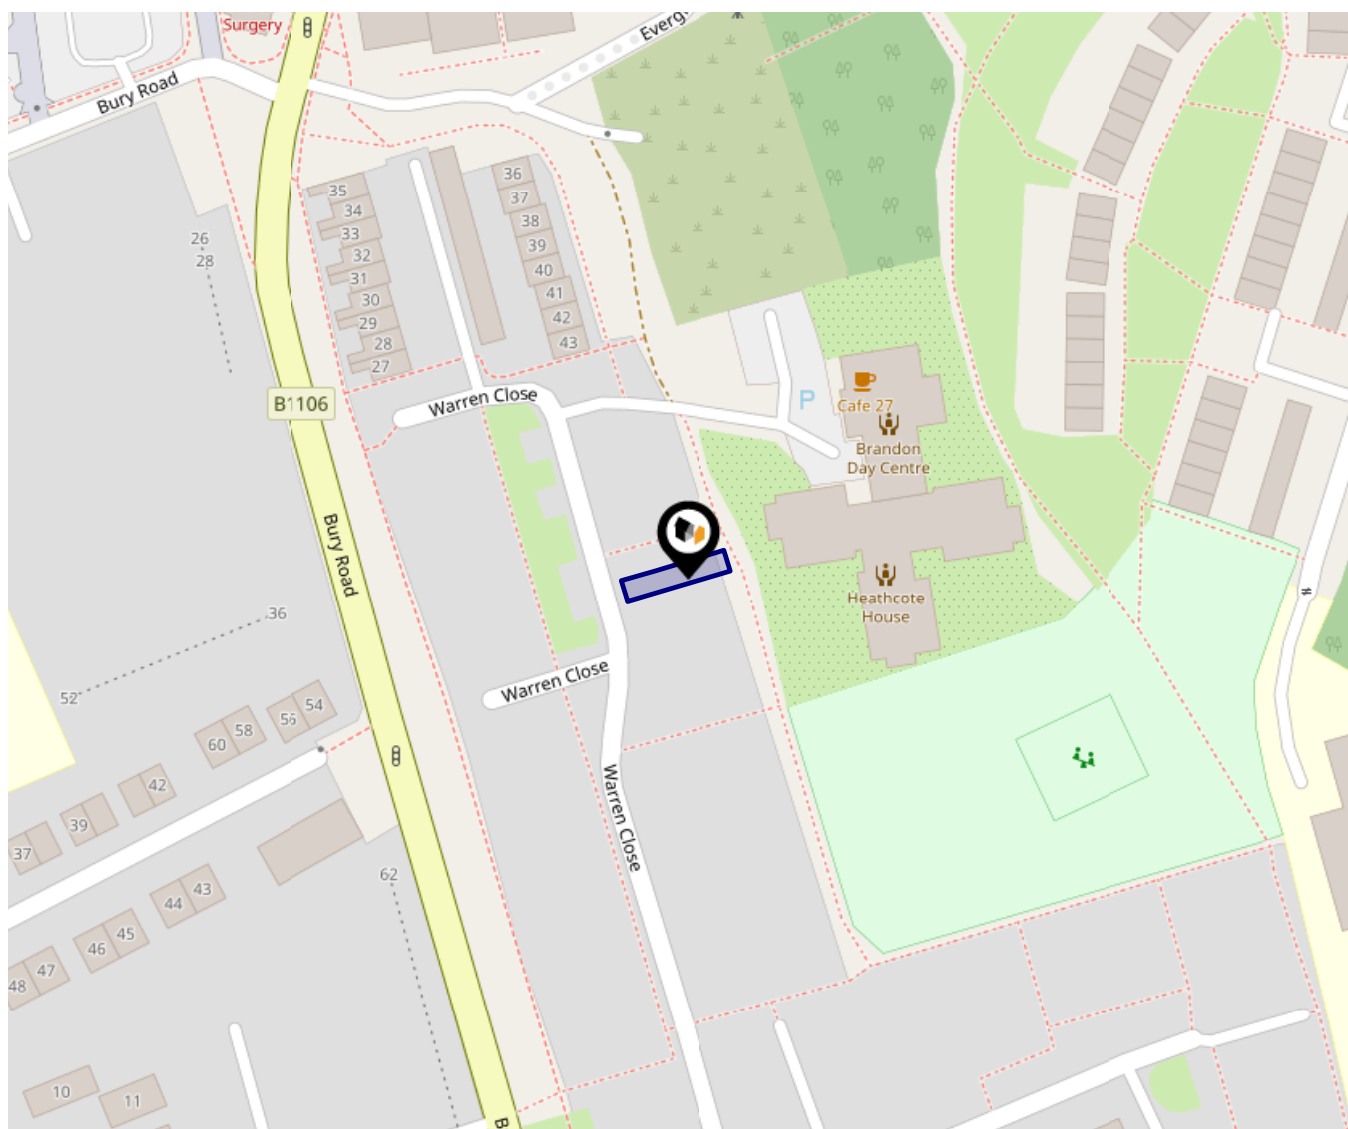 Surgery
Everg
Bury Road
36
35
37
34
38
33
26
39
32
28
40
31
41
30
42
29
43
28
27
Warren Close
B1106
P
Cafe 27
Brandon
Day Centre
Bury Road
Heathcote
House
36
Warren Close
52
54
56
58
60
42
39
37
Warren Close
62
43
44
45
46
47
48
10
11
B